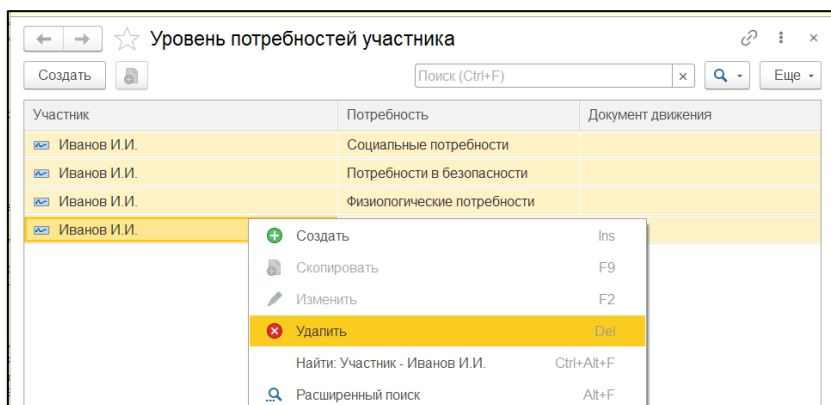 Уровень потребностей участника
Создать Поиск (Ctrl+F) Еще
Участник Потребность Документ движения
Иванов И.И. Социальные потребности
Иванов И.И. Потребности в безопасности
Иванов И.И. Физиологические потребности
Иванов И.И.
Создать Ins
Скопировать F9
Изменить F2
Удалить Del
Найти: Участник - Иванов И.И. Ctrl+Alt+F
Расширенный поиск Alt+F